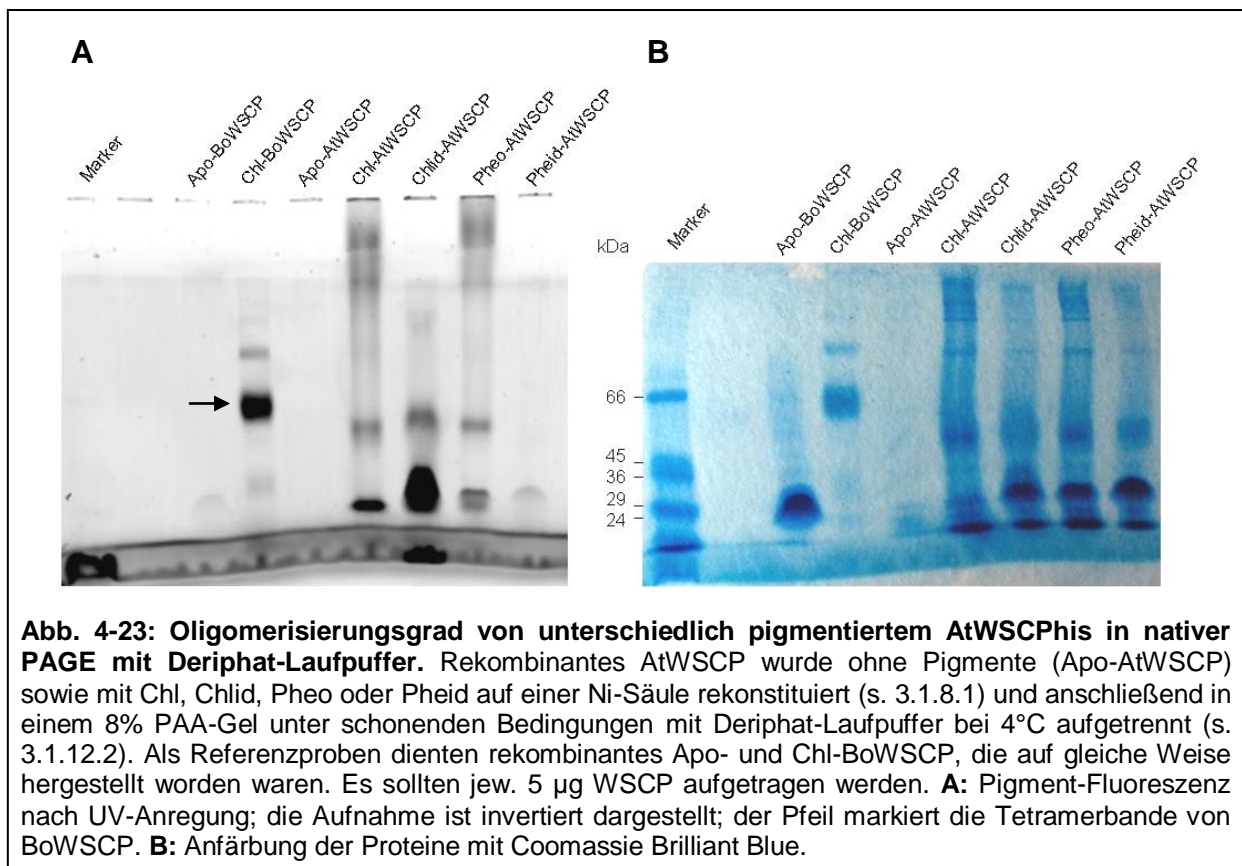 A
B
Marker
Apo-BoWSCP
Chl-BoWSCP
Apo-AtWSCP
Chl-AtWSCP
Chlid-AtWSCP
Pheo-AtWSCP
Pheid-AtWSCP
kDa
Marker
Apo-BoWSCP
Chl-BoWSCP
Apo-AtWSCP
Chl-AtWSCP
Chlid-AtWSCP
Pheo-AtWSCP
Pheid-AtWSCP
66
45
36
29
24
Abb. 4-23: Oligomerisierungsgrad von unterschiedlich pigmentiertem AtWSCPhis in nativer
PAGE mit Deriphat-Laufpuffer. Rekombinantes AtWSCP wurde ohne Pigmente (Apo-AtWSCP)
sowie mit Chl, Chlid, Pheo oder Pheid auf einer Ni-Säule rekonstituiert (s. 3.1.8.1) und anschließend in
einem 8% PAA-Gel unter schonenden Bedingungen mit Deriphat-Laufpuffer bei 4°C aufgetrennt (s.
3.1.12.2). Als Referenzproben dienten rekombinantes Apo- und Chl-BoWSCP, die auf gleiche Weise
hergestellt worden waren. Es sollten jew. 5 µg WSCP aufgetragen werden. A: Pigment-Fluoreszenz
nach UV-Anregung; die Aufnahme ist invertiert dargestellt; der Pfeil markiert die Tetramerbande von
BoWSCP. B: Anfärbung der Proteine mit Coomassie Brilliant Blue.